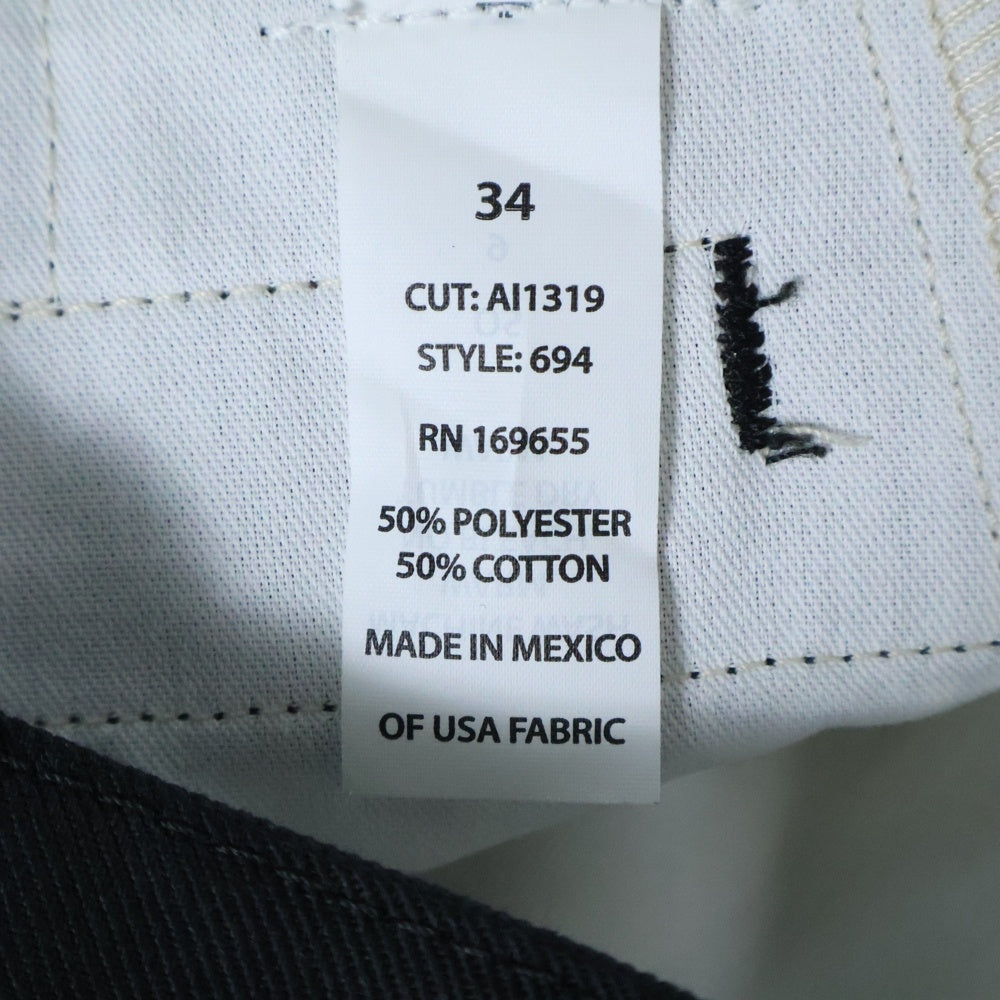 34
CUT: AI1319
STYLE: 694
RN 169655
50% POLYESTER
50% COTTON
MADE IN MEXICO
OF USA FABRIC